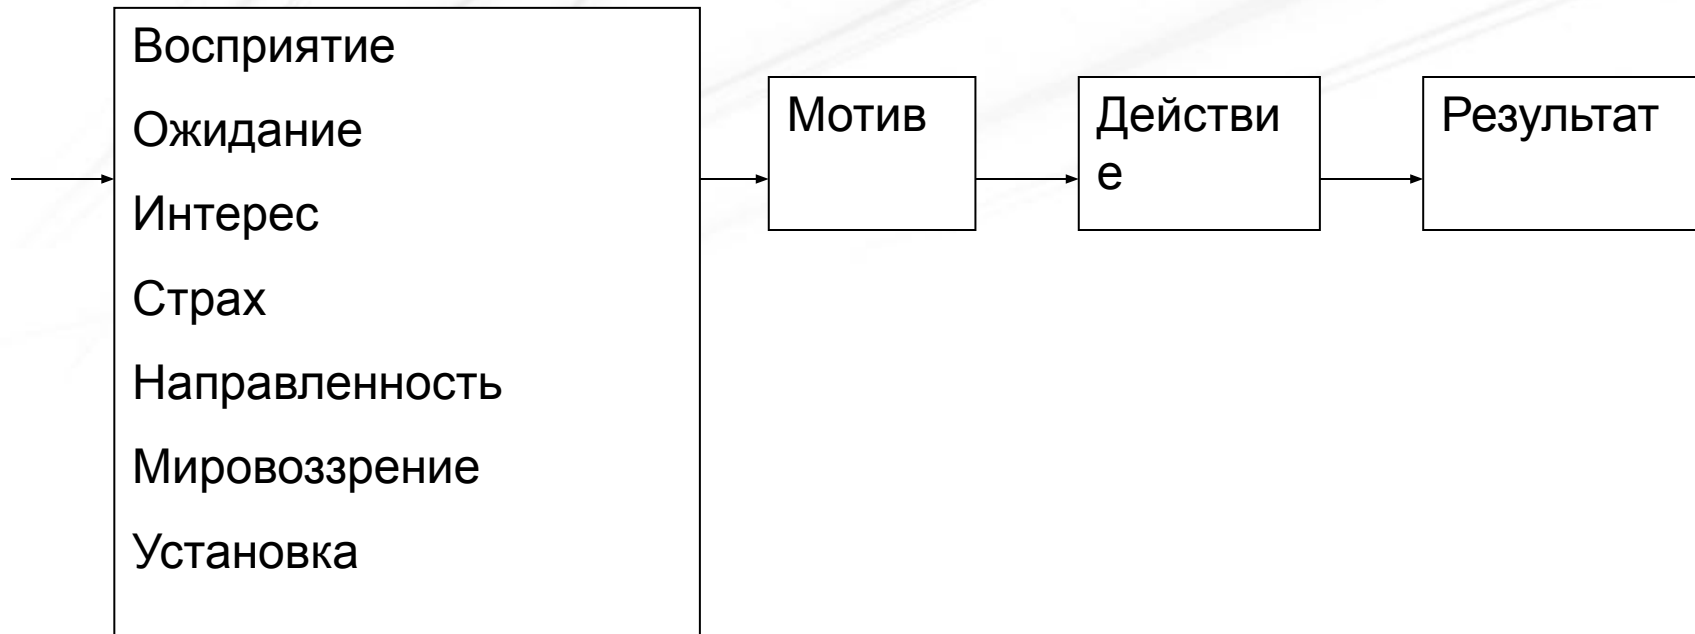 Восприятие
Ожидание
Интерес
Страх
Направленность
Мировоззрение
Установка
Мотив
Действи
е
Результат